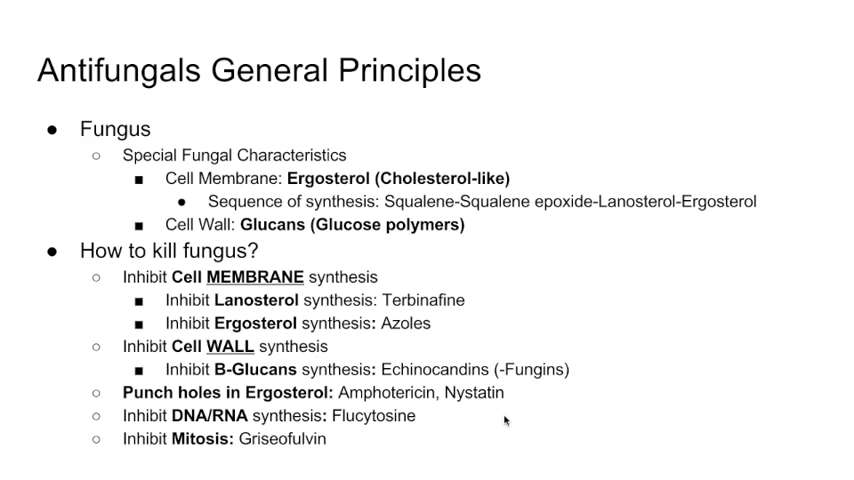 Antifungals General Principles
● Fungus
○ Special Fungal Characteristics
■ Cell Membrane: Ergosterol (Cholesterol-like)
● Sequence of synthesis: Squalene-Squalene epoxide-Lanosterol-Ergosterol
■ Cell Wall: Glucans (Glucose polymers)
● How to kill fungus?
○ Inhibit Cell MEMBRANE synthesis
■ Inhibit Lanosterol synthesis: Terbinafine
■ Inhibit Ergosterol synthesis: Azoles
○ Inhibit Cell WALL synthesis
■ Inhibit B-Glucans synthesis: Echinocandins (-Fungins)
○ Punch holes in Ergosterol: Amphotericin, Nystatin
○ Inhibit DNA/RNA synthesis: Flucytosine
○ Inhibit Mitosis: Griseofulvin